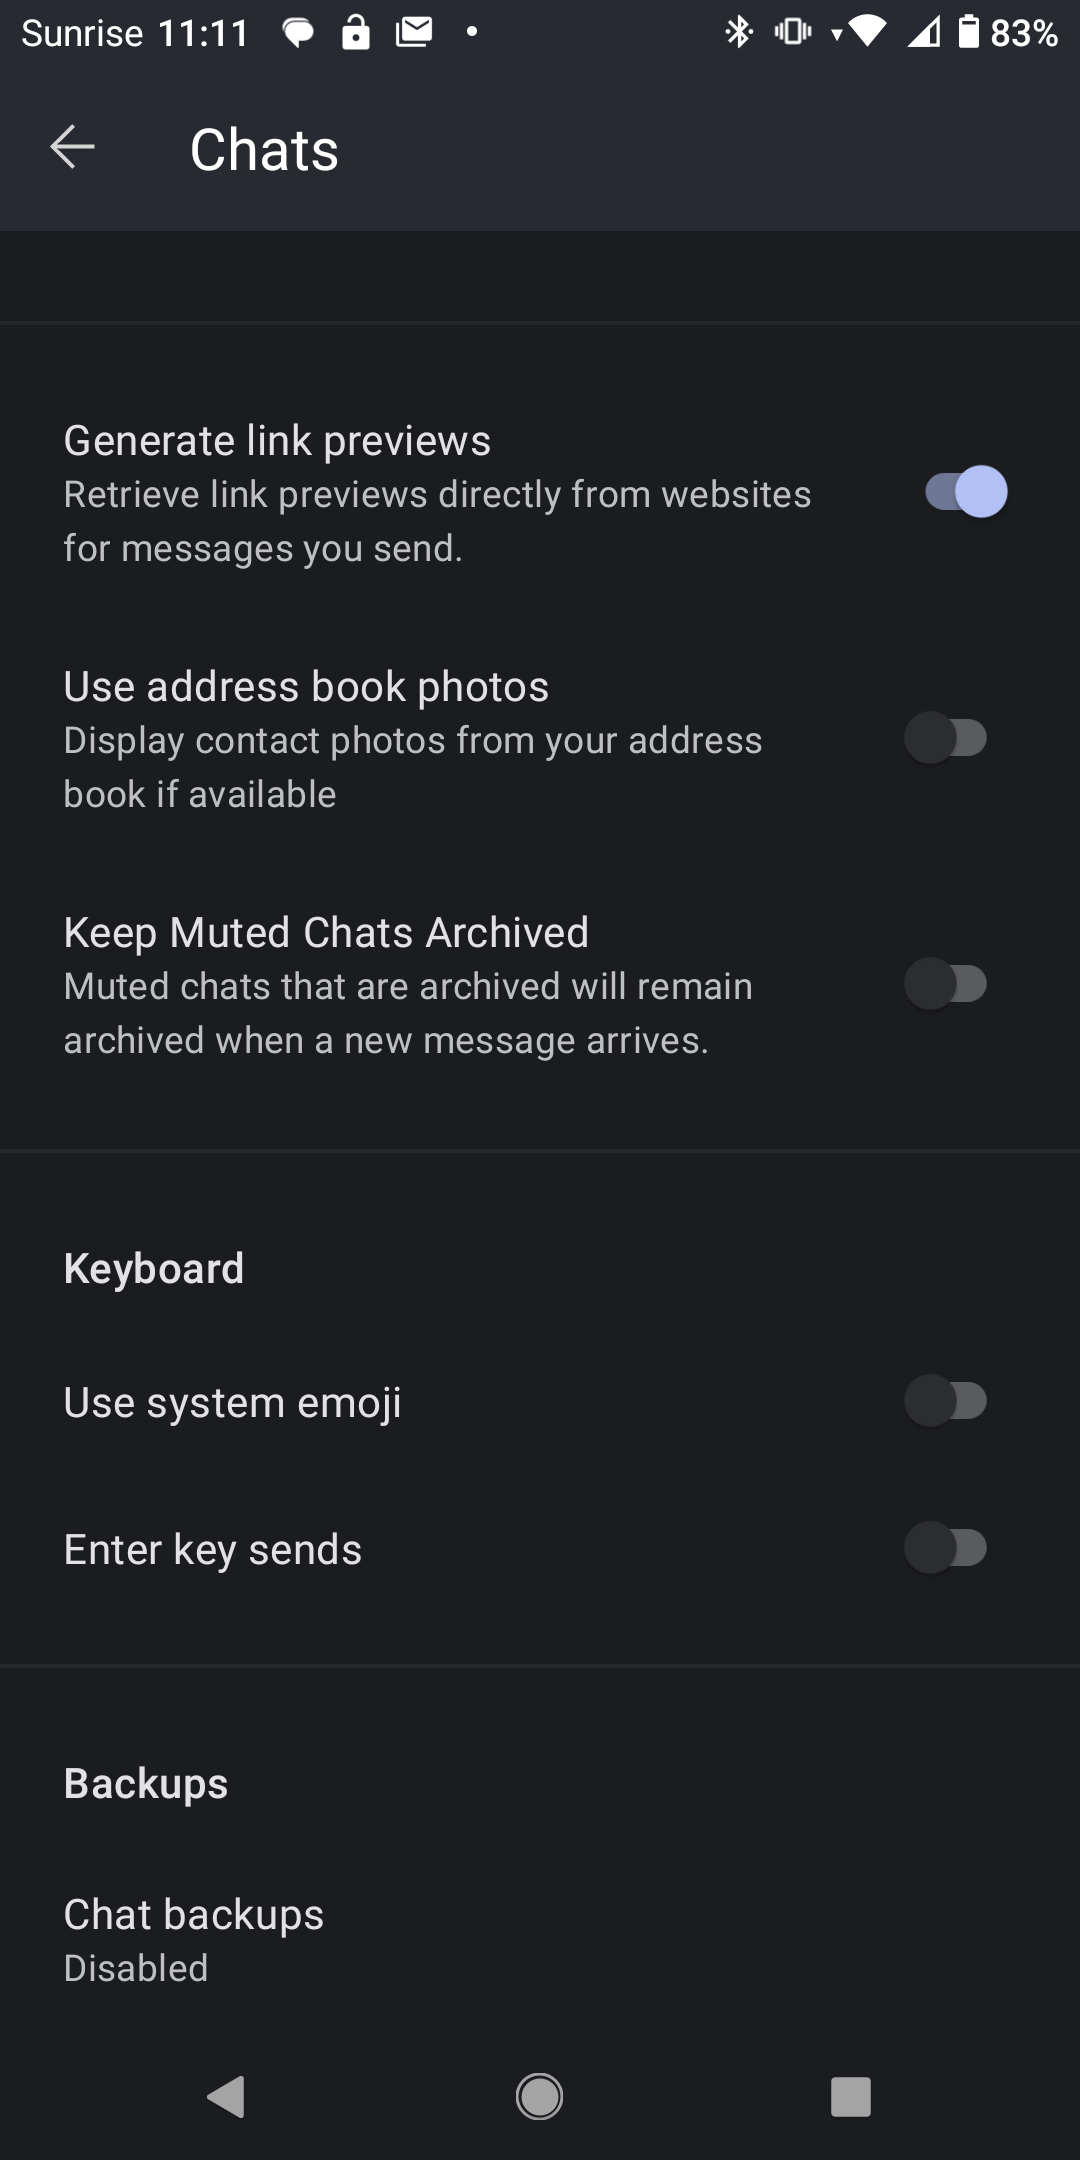 Sunrise 11:11 83%
Chats
Generate link previews
Retrieve link previews directly from websites
for messages you send.
Use address book photos
Display contact photos from your address
book if available
Keep Muted Chats Archived
Muted chats that are archived will remain
archived when a new message arrives.
Keyboard
Use system emoji
Enter key sends
Backups
Chat backups
Disabled